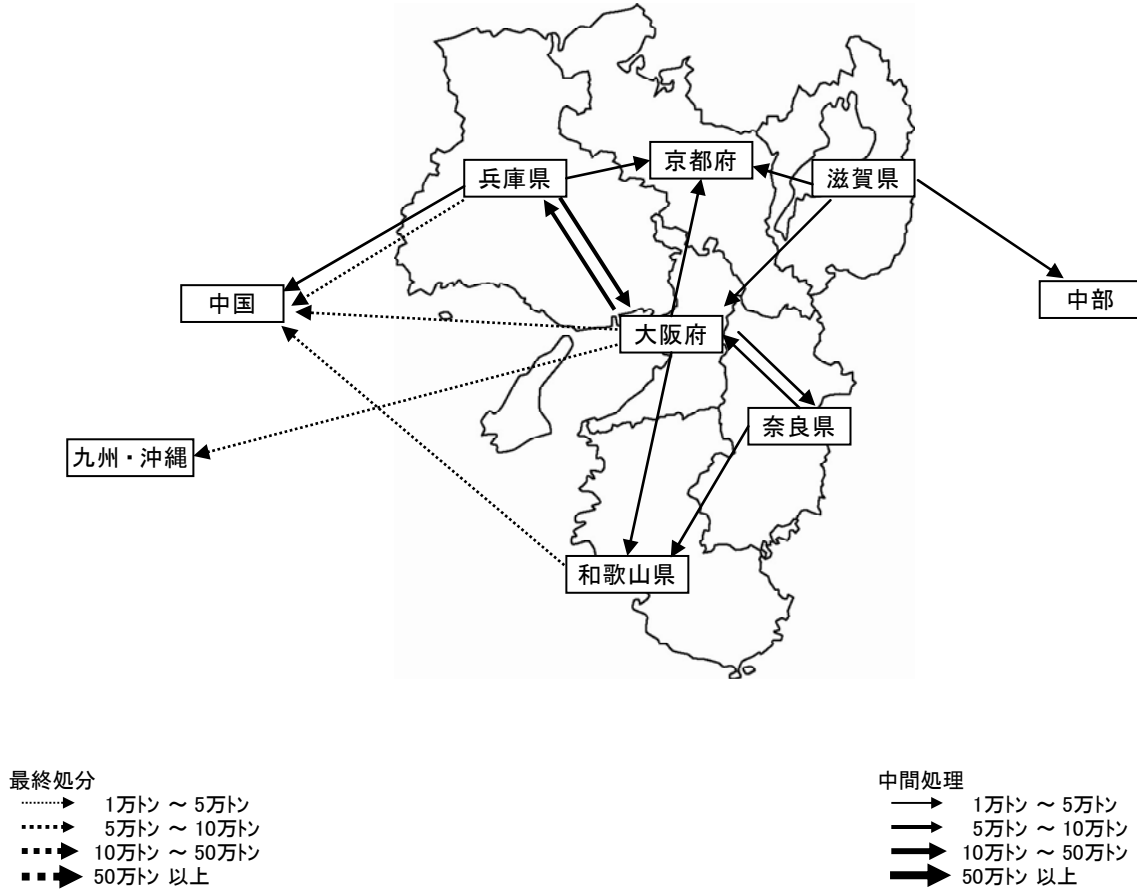 京都府
兵庫県
滋賀県
中国
中部
大阪府
奈良県
九州・沖縄
和歌山県
最終処分
1万トン ～ 5万トン
5万トン ～ 10万トン
10万トン ～ 50万トン
50万トン 以上
中間処理
1万トン ～ 5万トン
5万トン ～ 10万トン
10万トン ～ 50万トン
50万トン 以上